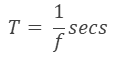 T = 1/f secs